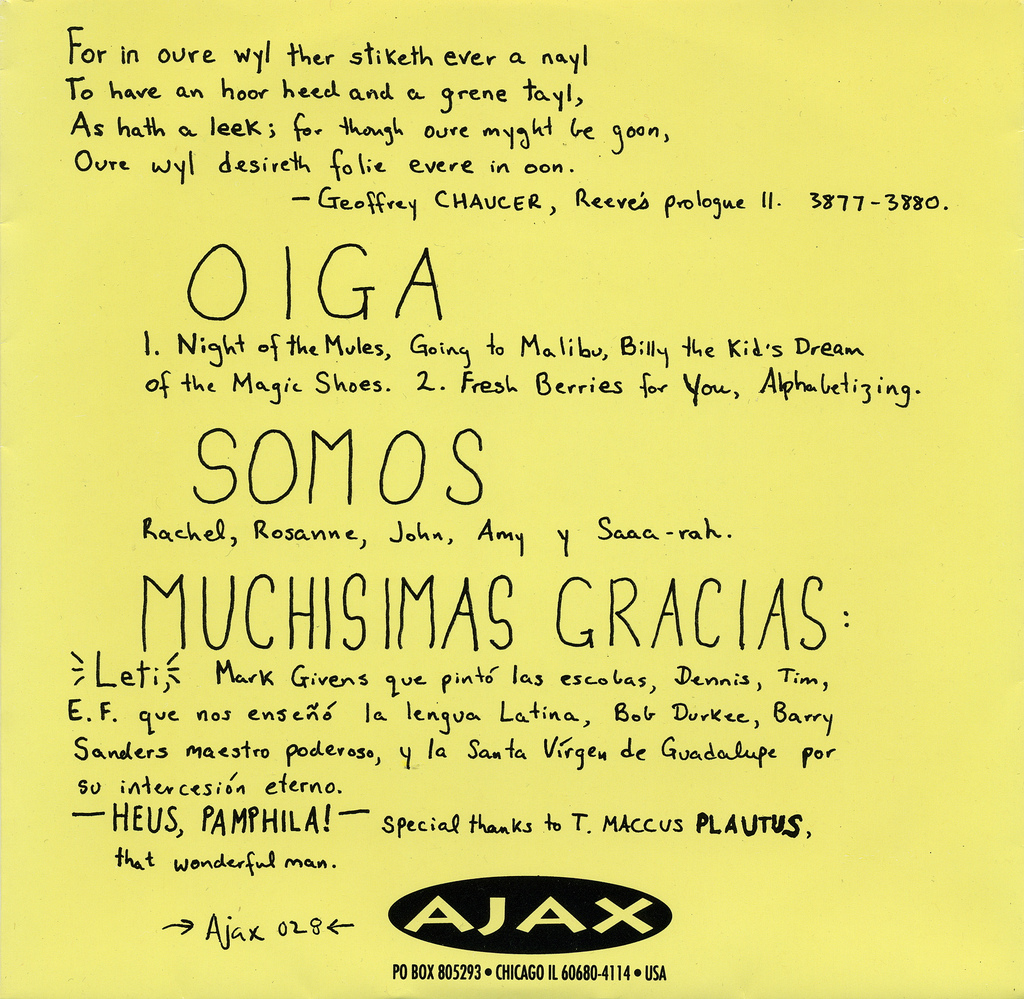 For in oure wyl ther stiketh ever a nayl
To have an hoor heed and a grene tayl,
As hath a leek; for though oure myght be goon,
Oure wyl desireth folie evere in oon.
— Geoffrey CHAUCER, Reeve's prologue ll. 3877-3880.
OIGA
1. Night of the Mules, Going to Malibu, Billy the Kid's Dream
of the Magic Shoes. 2. Fresh Berries for You, Alphabetizing.
SOMOS
Rachel, Rosanne, John, Amy y Saaa-rah.
MUCHISIMAS GRACIAS:
Leti, Mark Givens que pintó las escobas, Dennis, Tim,
E.F. que nos enseñó la lengua Latina, Bob Durkee, Barry
Sanders maestro poderoso, y la Santa Vírgen de Guadalupe por
su intercesión eterno.
— HEUS, PAMPHILA! — special thanks to T. MACCUS PLAUTUS,
that wonderful man.
→ Ajax 028 ←
AJAX
PO BOX 805293 • CHICAGO IL 60680-4114 • USA